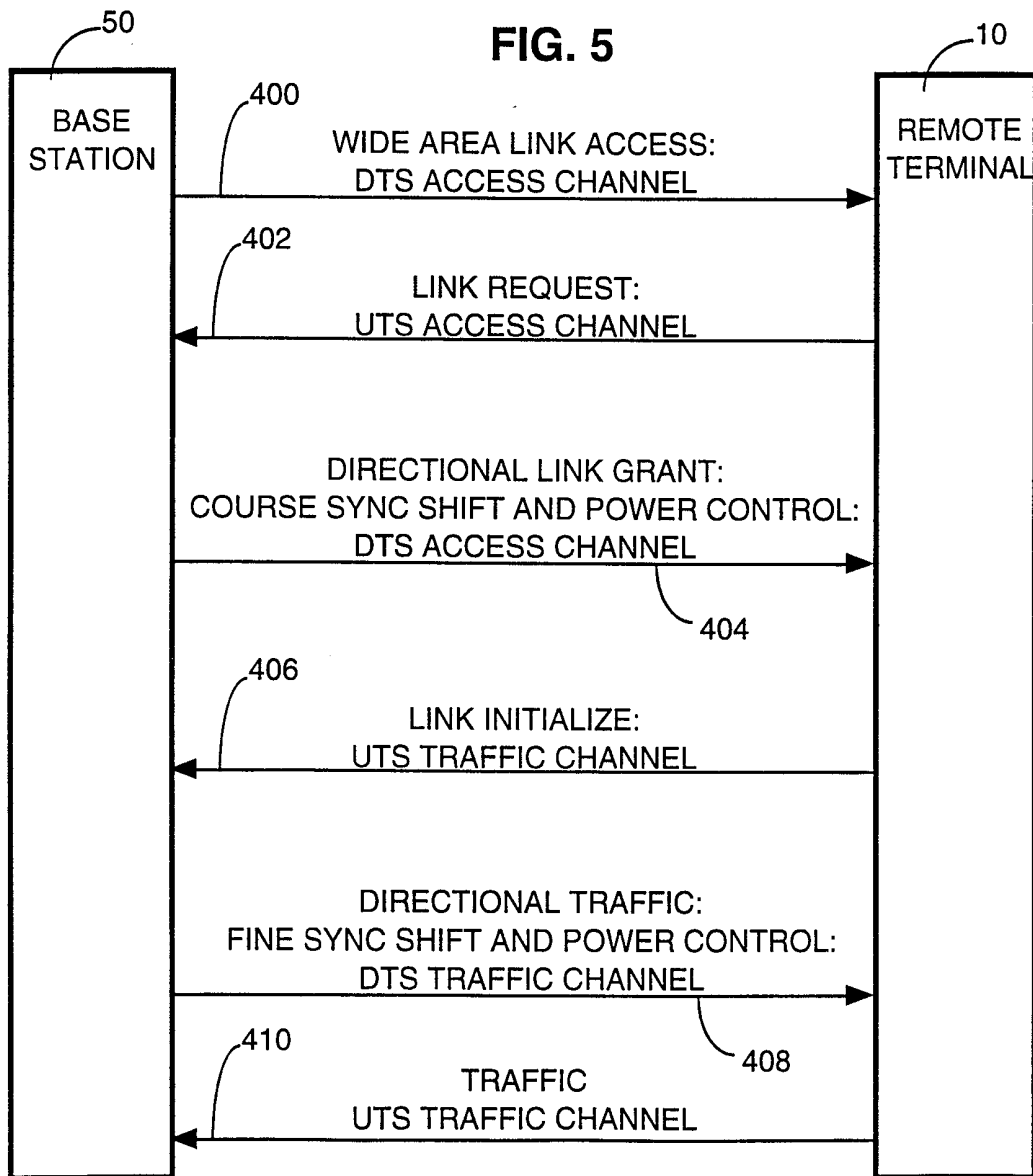 50
FIG. 5
10
BASE
STATION
REMOTE
TERMINAL
400
WIDE AREA LINK ACCESS:
DTS ACCESS CHANNEL
402
LINK REQUEST:
UTS ACCESS CHANNEL
DIRECTIONAL LINK GRANT:
COURSE SYNC SHIFT AND POWER CONTROL:
DTS ACCESS CHANNEL
404
406
LINK INITIALIZE:
UTS TRAFFIC CHANNEL
DIRECTIONAL TRAFFIC:
FINE SYNC SHIFT AND POWER CONTROL:
DTS TRAFFIC CHANNEL
408
410
TRAFFIC
UTS TRAFFIC CHANNEL